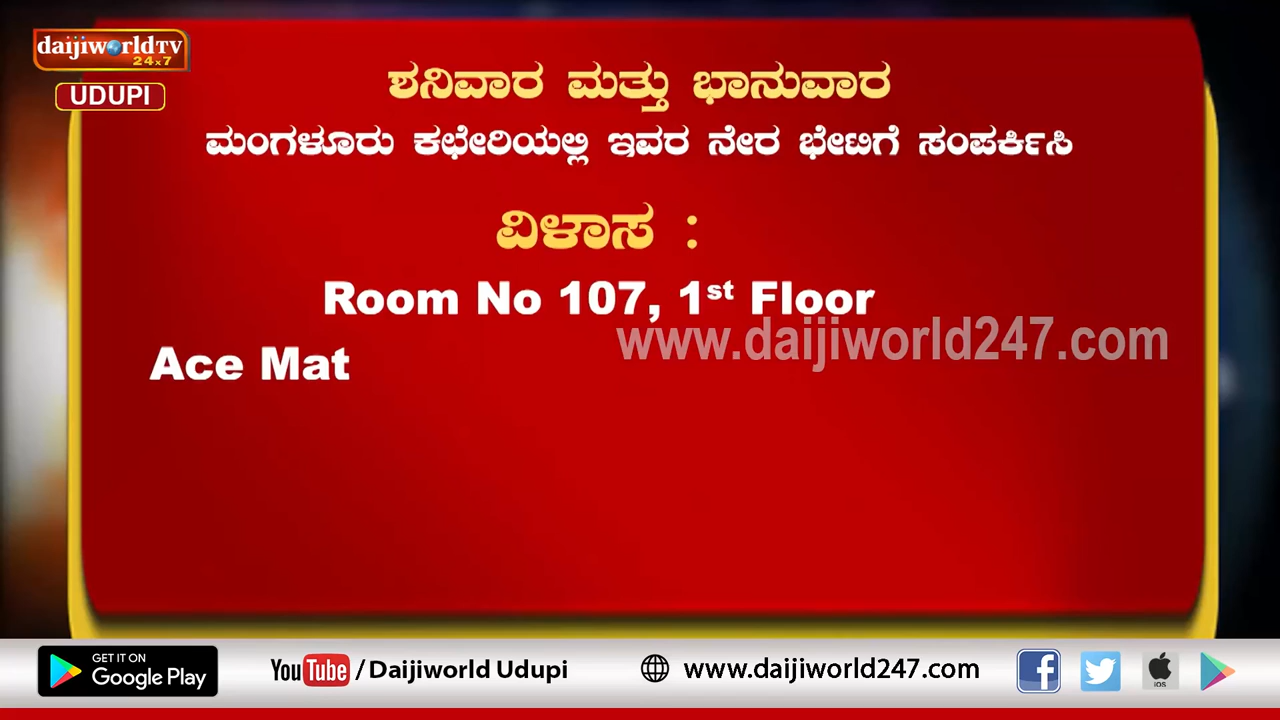 daijiworldTV
24x7
UDUPI
ಶನಿವಾರ ಮತ್ತು ಭಾನುವಾರ
ಮಂಗಳೂರು ಕಛೇರಿಯಲ್ಲಿ ಇವರ ನೇರ ಭೇಟಿಗೆ ಸಂಪರ್ಕಿಸಿ
ವಿಳಾಸ :
Room No 107, 1st Floor
www.daijiworld247.com
Ace Mat
GET IT ON
Google Play
YouTube / Daijiworld Udupi
www.daijiworld247.com
iOS